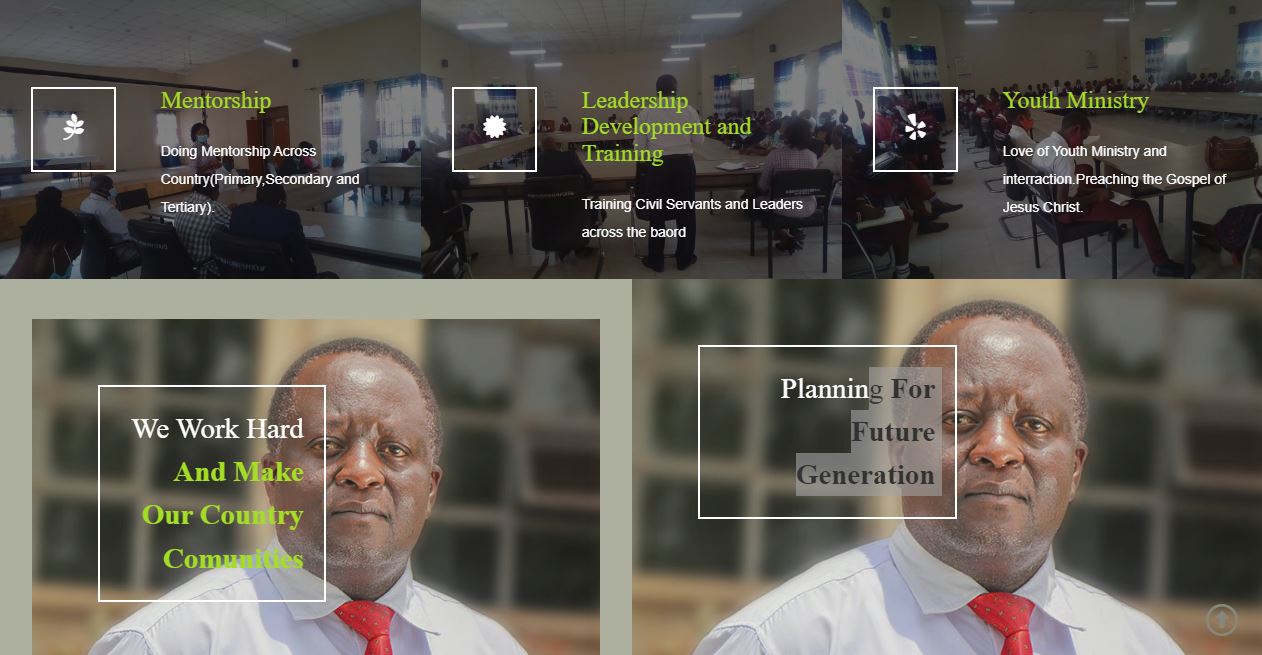 Mentorship
Doing Mentorship Across
Country(Primary,Secondary and
Tertiary).
Leadership
Development and
Training
Training Civil Servants and Leaders
across the baord
Youth Ministry
Love of Youth Ministry and
interraction.Preaching the Gospel of
Jesus Christ.
We Work Hard
And Make
Our Country
Comunities
Planning For
Future
Generation